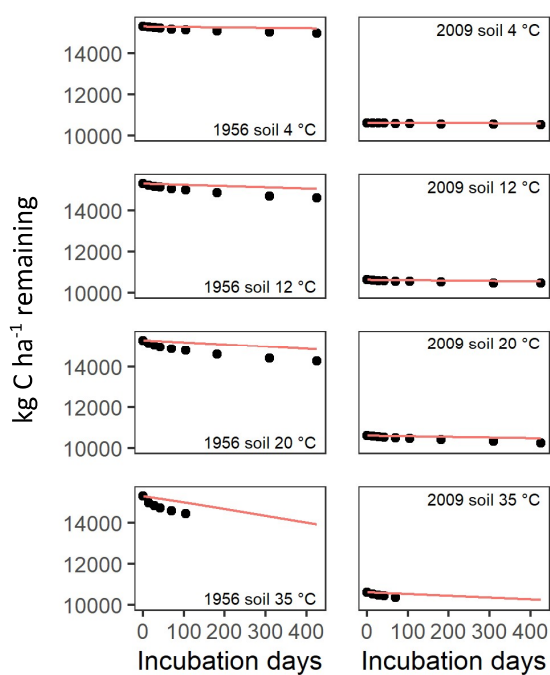 kg C ha-1 remaining
14000
12000
10000
1956 soil 4 °C
2009 soil 4 °C
14000
12000
10000
1956 soil 12 °C
2009 soil 12 °C
14000
12000
10000
1956 soil 20 °C
2009 soil 20 °C
14000
12000
10000
1956 soil 35 °C
2009 soil 35 °C
0 100 200 300 400
0 100 200 300 400
Incubation days
Incubation days